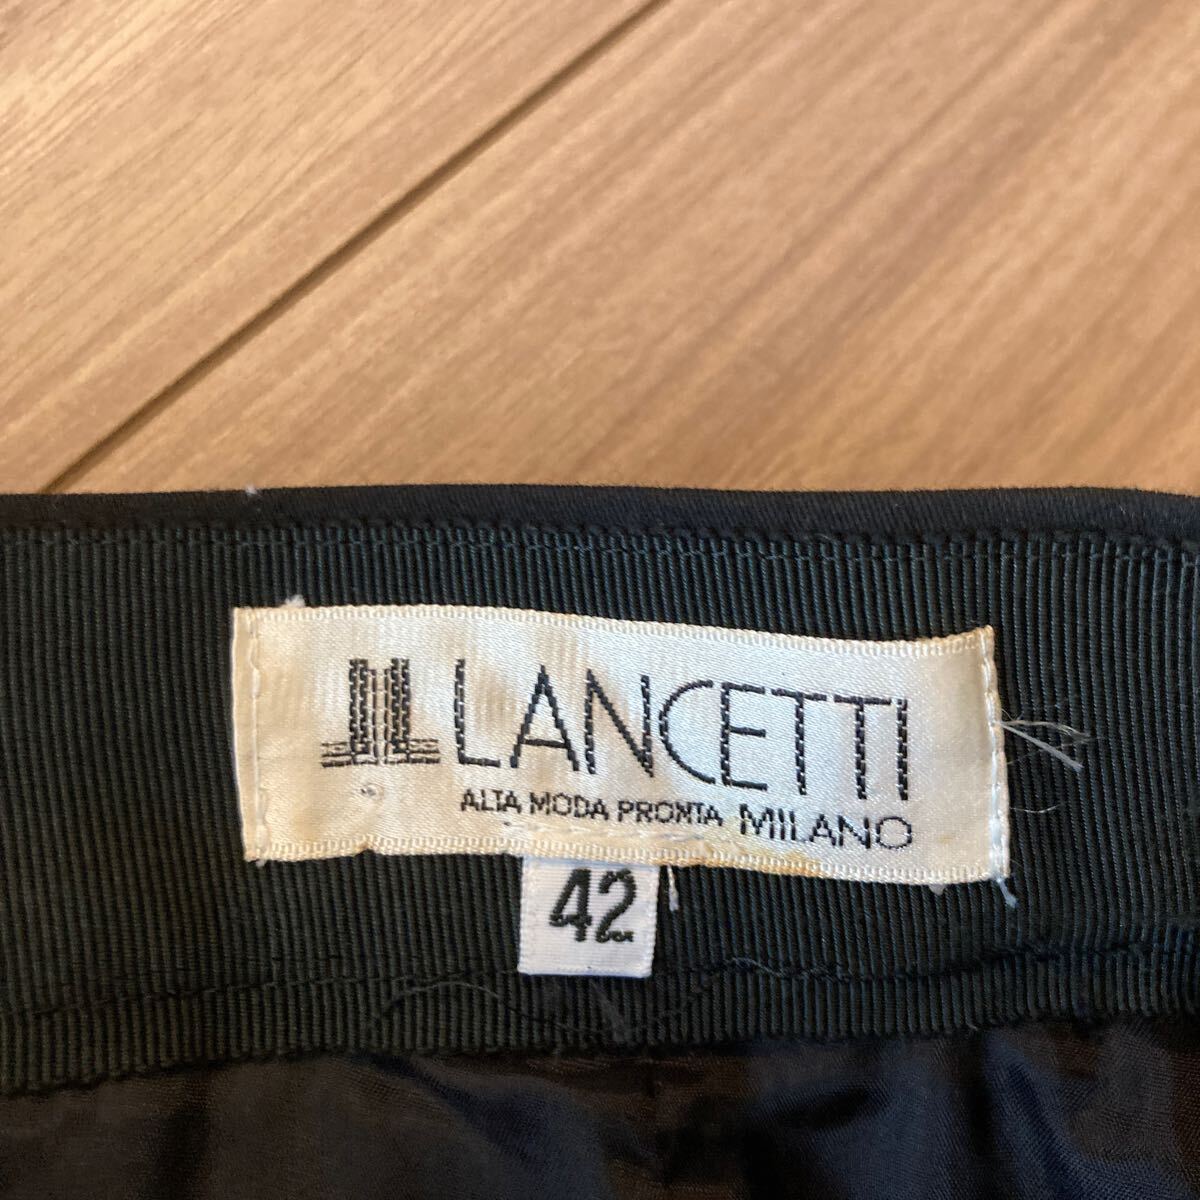 LANCETTI
ALTA MODA PRONTA MILANO
42